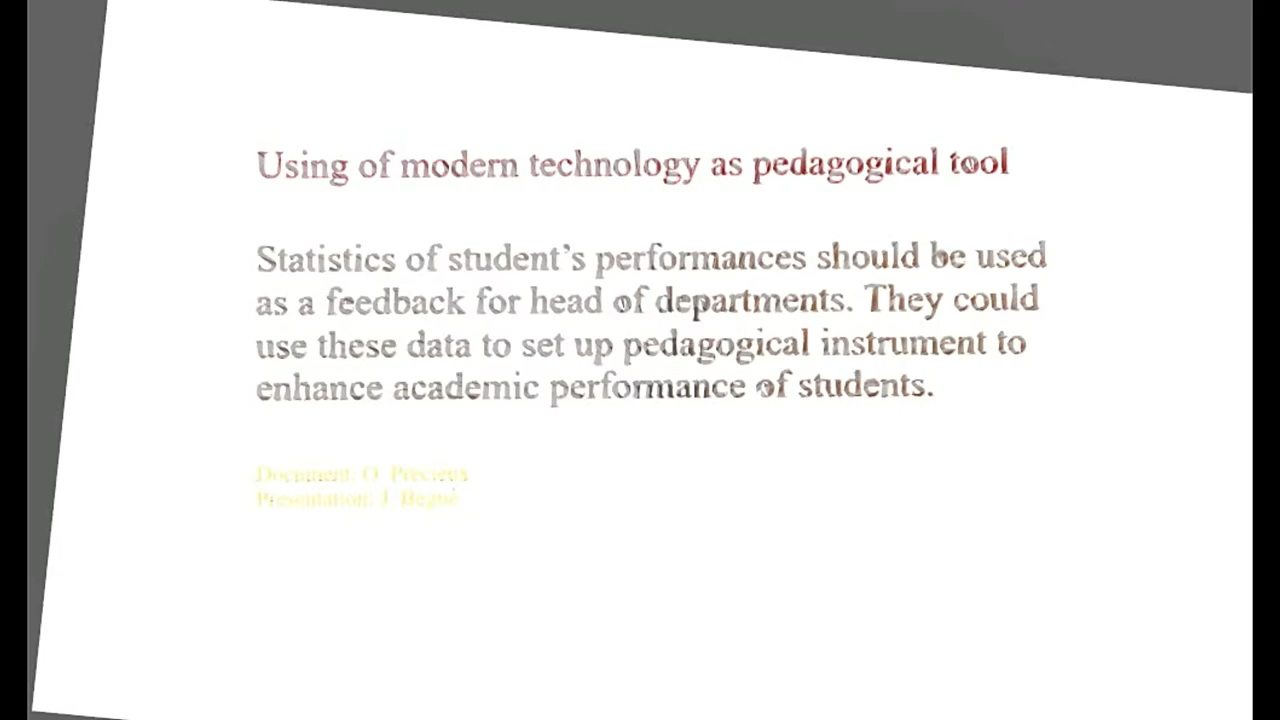 Using of modern technology as pedagogical tool
Statistics of student's performances should be used
as a feedback for head of departments. They could
use these data to set up pedagogical instrument to
enhance academic performance of students.
Document: O. Precieux
Presentation: J. Begné